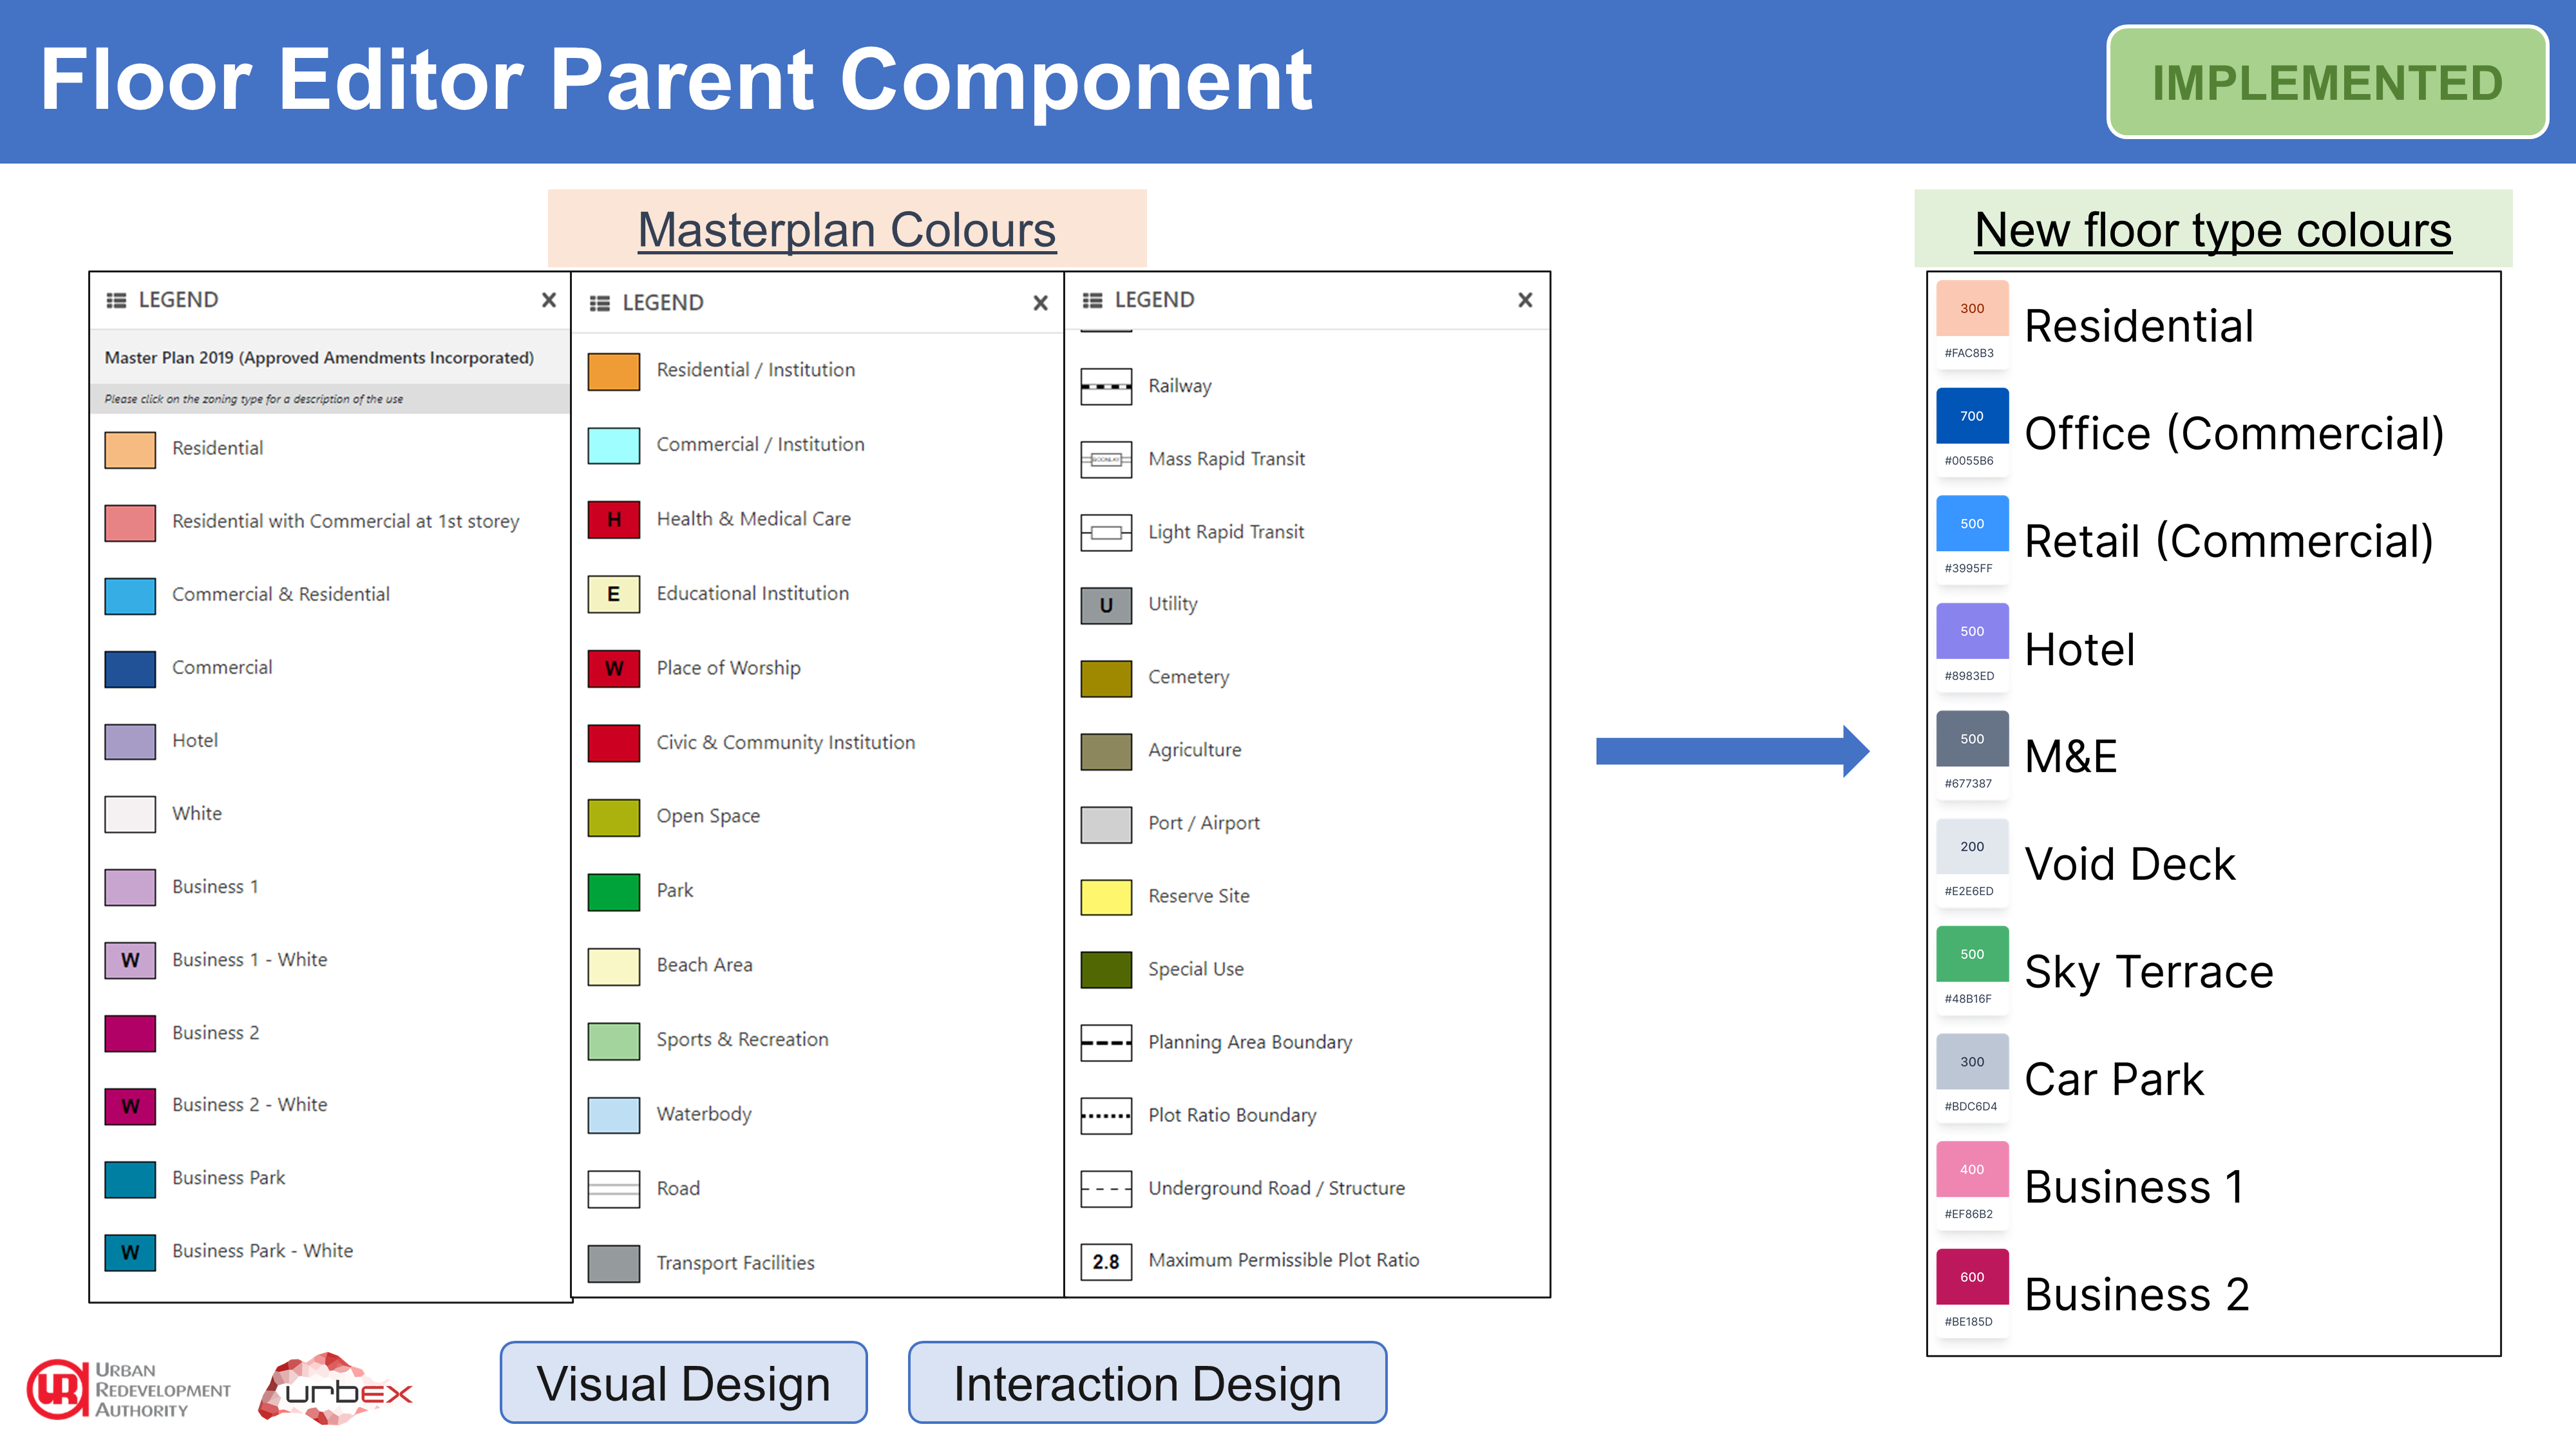 Floor Editor Parent Component
IMPLEMENTED
Masterplan Colours
New floor type colours
LEGEND
Master Plan 2019 (Approved Amendments Incorporated)
Please click on the zoning type for a description of the use
Residential
Residential with Commercial at 1st storey
Commercial & Residential
Commercial
Hotel
White
Business 1
W Business 1 - White
Business 2
W Business 2 - White
Business Park
W Business Park - White
LEGEND
Residential / Institution
Commercial / Institution
H Health & Medical Care
E Educational Institution
W Place of Worship
Civic & Community Institution
Open Space
Park
Beach Area
Sports & Recreation
Waterbody
Road
Transport Facilities
LEGEND
Railway
Mass Rapid Transit
Light Rapid Transit
U Utility
Cemetery
Agriculture
Port / Airport
Reserve Site
Special Use
Planning Area Boundary
Plot Ratio Boundary
Underground Road / Structure
2.8 Maximum Permissible Plot Ratio
300
#FAC8B3
Residential
700
#0055B6
Office (Commercial)
500
#3995FF
Retail (Commercial)
500
#8983ED
Hotel
500
#677387
M&E
200
#E2E6ED
Void Deck
500
#48B16F
Sky Terrace
300
#BDC6D4
Car Park
400
#EF86B2
Business 1
600
#BE185D
Business 2
URBAN
REDEVELOPMENT
AUTHORITY
urbex
Visual Design
Interaction Design